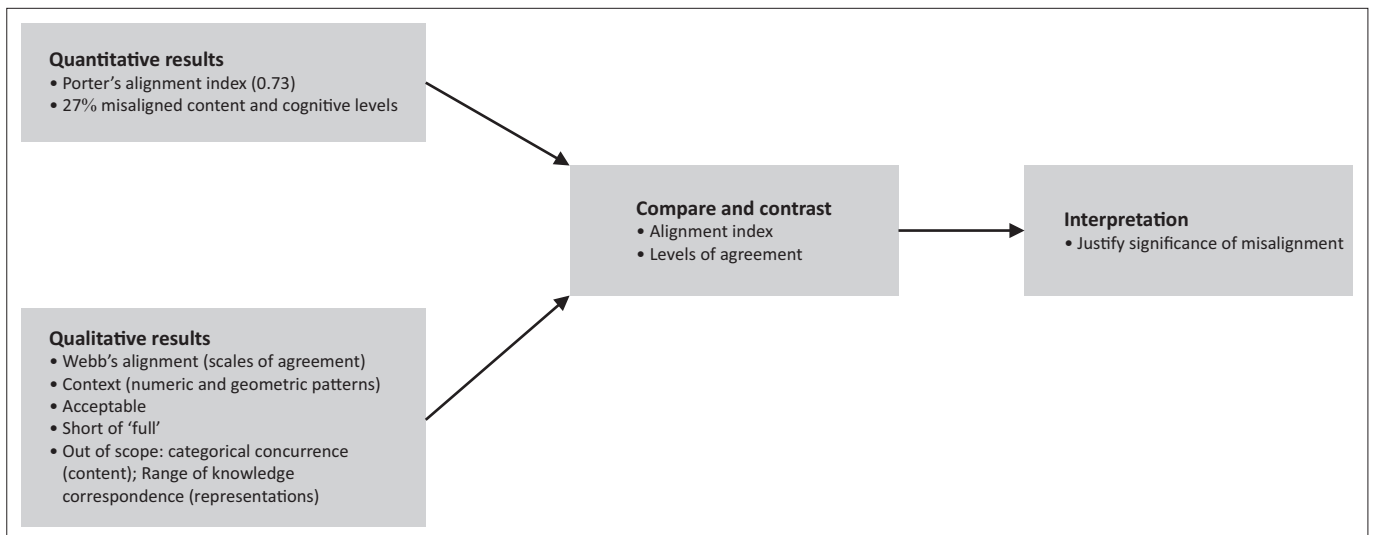 Quantitative results
• Porter's alignment index (0.73)
• 27% misaligned content and cognitive levels
Qualitative results
• Webb's alignment (scales of agreement)
• Context (numeric and geometric patterns)
• Acceptable
• Short of 'full'
• Out of scope: categorical concurrence
(content); Range of knowledge
correspondence (representations)
Compare and contrast
• Alignment index
• Levels of agreement
Interpretation
• Justify significance of misalignment